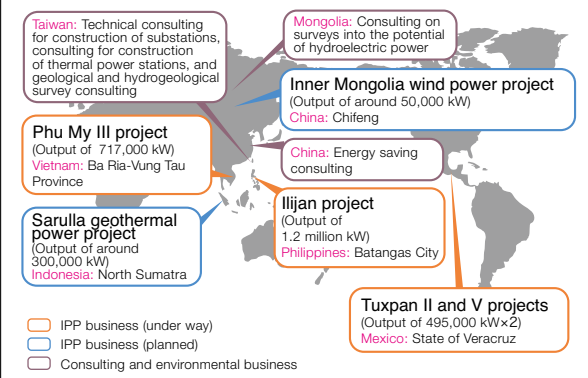 Taiwan: Technical consulting
for construction of substations,
consulting for construction
of thermal power stations, and
geological and hydrogeological
survey consulting
Mongolia: Consulting on
surveys into the potential
of hydroelectric power
Inner Mongolia wind power project
(Output of around 50,000 kW)
China: Chifeng
Phu My III project
(Output of 717,000 kW)
Vietnam: Ba Ria-Vung Tau
Province
China: Energy saving
consulting
Ilijan project
(Output of
1.2 million kW)
Philippines: Batangas City
Sarulla geothermal
power project
(Output of around
300,000 kW)
Indonesia: North Sumatra
Tuxpan II and V projects
(Output of 495,000 kW×2)
Mexico: State of Veracruz
IPP business (under way)
IPP business (planned)
Consulting and environmental business